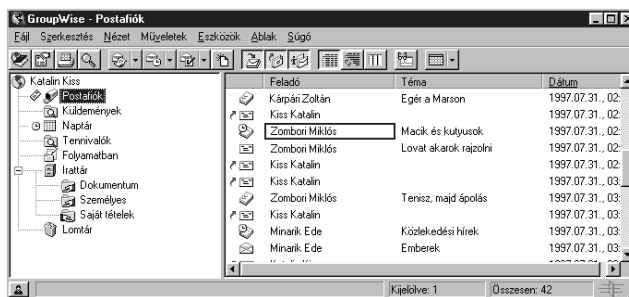 GroupWise - Postafiók
Fájl Szerkesztés Nézet Műveletek Eszközök Ablak Súgó
Katalin Kiss
Postafiók
Küldemények
Naptár
Tennivalók
Folyamatban
Irattár
Dokumentum
Személyes
Saját tételek
Lomtár
Feladó Téma Dátum
Kárpári Zoltán Egér a Marson 1997.07.31., 02:
Kiss Katalin 1997.07.31., 02:
Zombori Miklós Macik és kutyusok 1997.07.31., 02:
Zombori Miklós Lovat akarok rajzolni 1997.07.31., 02:
Kiss Katalin 1997.07.31., 02:
Kiss Katalin 1997.07.31., 03:
Zombori Miklós Tenisz, majd ápolás 1997.07.31., 03:
Kiss Katalin 1997.07.31., 03:
Minarik Ede Közlekedési hírek 1997.07.31., 03:
Minarik Ede Emberek 1997.07.31., 03:
Kijelölve: 1 Összesen: 42